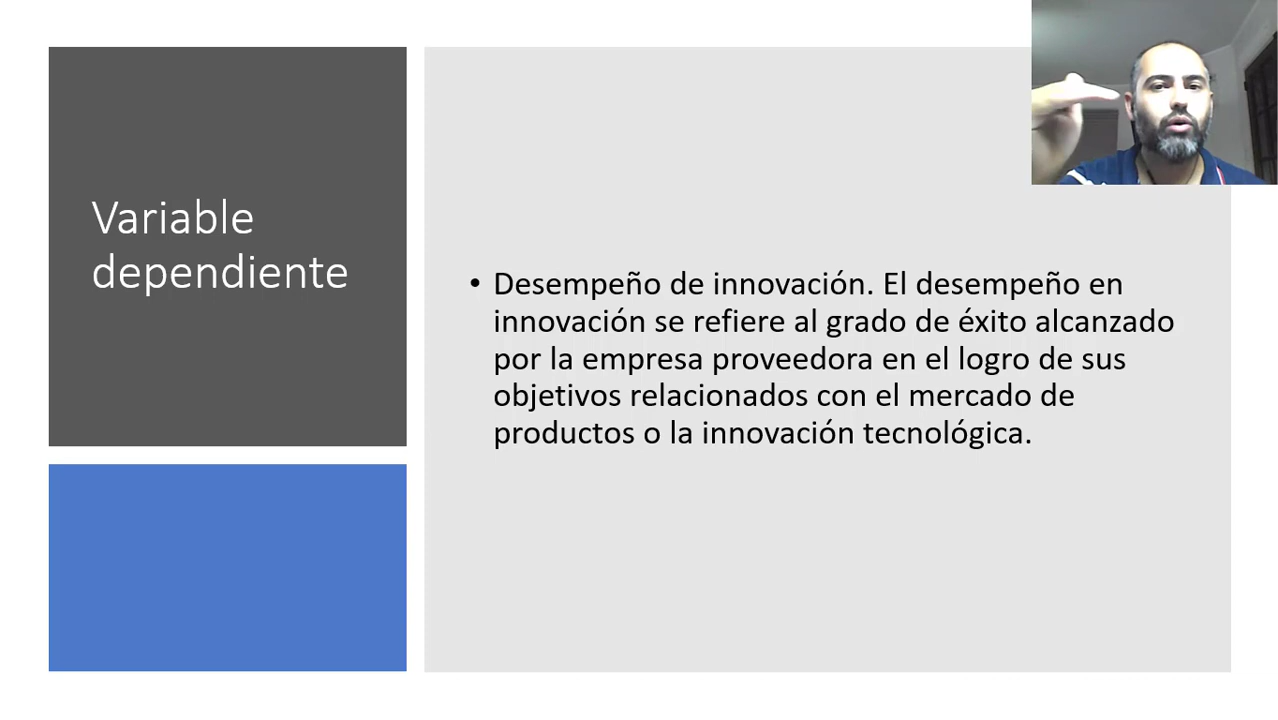 Variable
dependiente
• Desempeño de innovación. El desempeño en
innovación se refiere al grado de éxito alcanzado
por la empresa proveedora en el logro de sus
objetivos relacionados con el mercado de
productos o la innovación tecnológica.